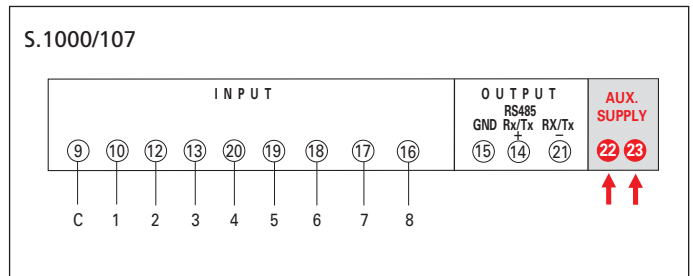 S.1000/107
INPUT OUTPUT AUX.
RS485 SUPPLY
GND Rx/Tx RX/Tx
+ –
9 10 12 13 20 19 18 17 16 15 14 21 22 23
C 1 2 3 4 5 6 7 8